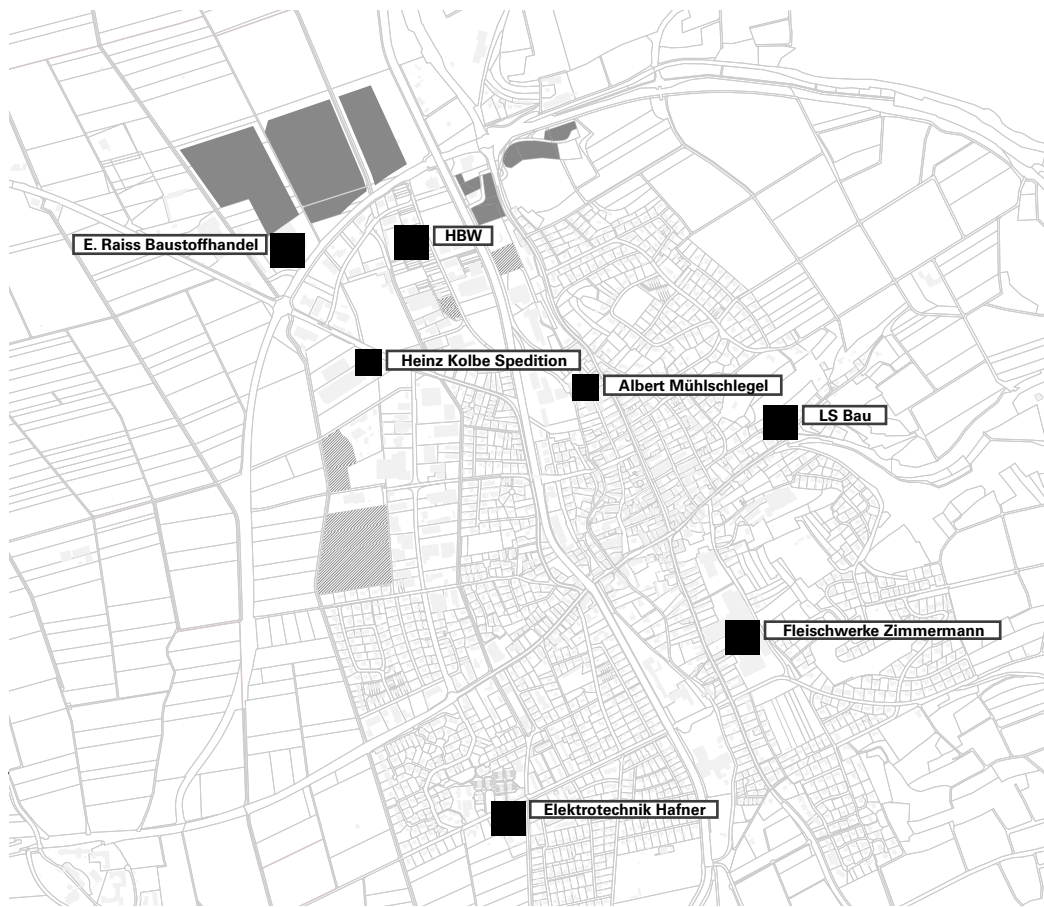 E. Raiss Baustoffhandel
HBW
Heinz Kolbe Spedition
Albert Mühlschlegel
LS Bau
Fleischwerke Zimmermann
Elektrotechnik Hafner